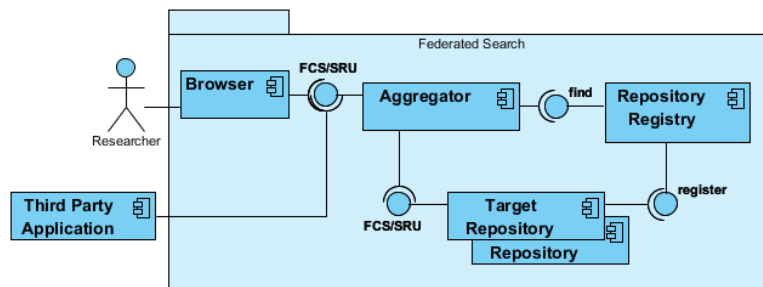 Federated Search
FCS/SRU
Browser
Aggregator
find
Repository
Registry
Researcher
register
Third Party
Application
Target
Repository
FCS/SRU
Repository